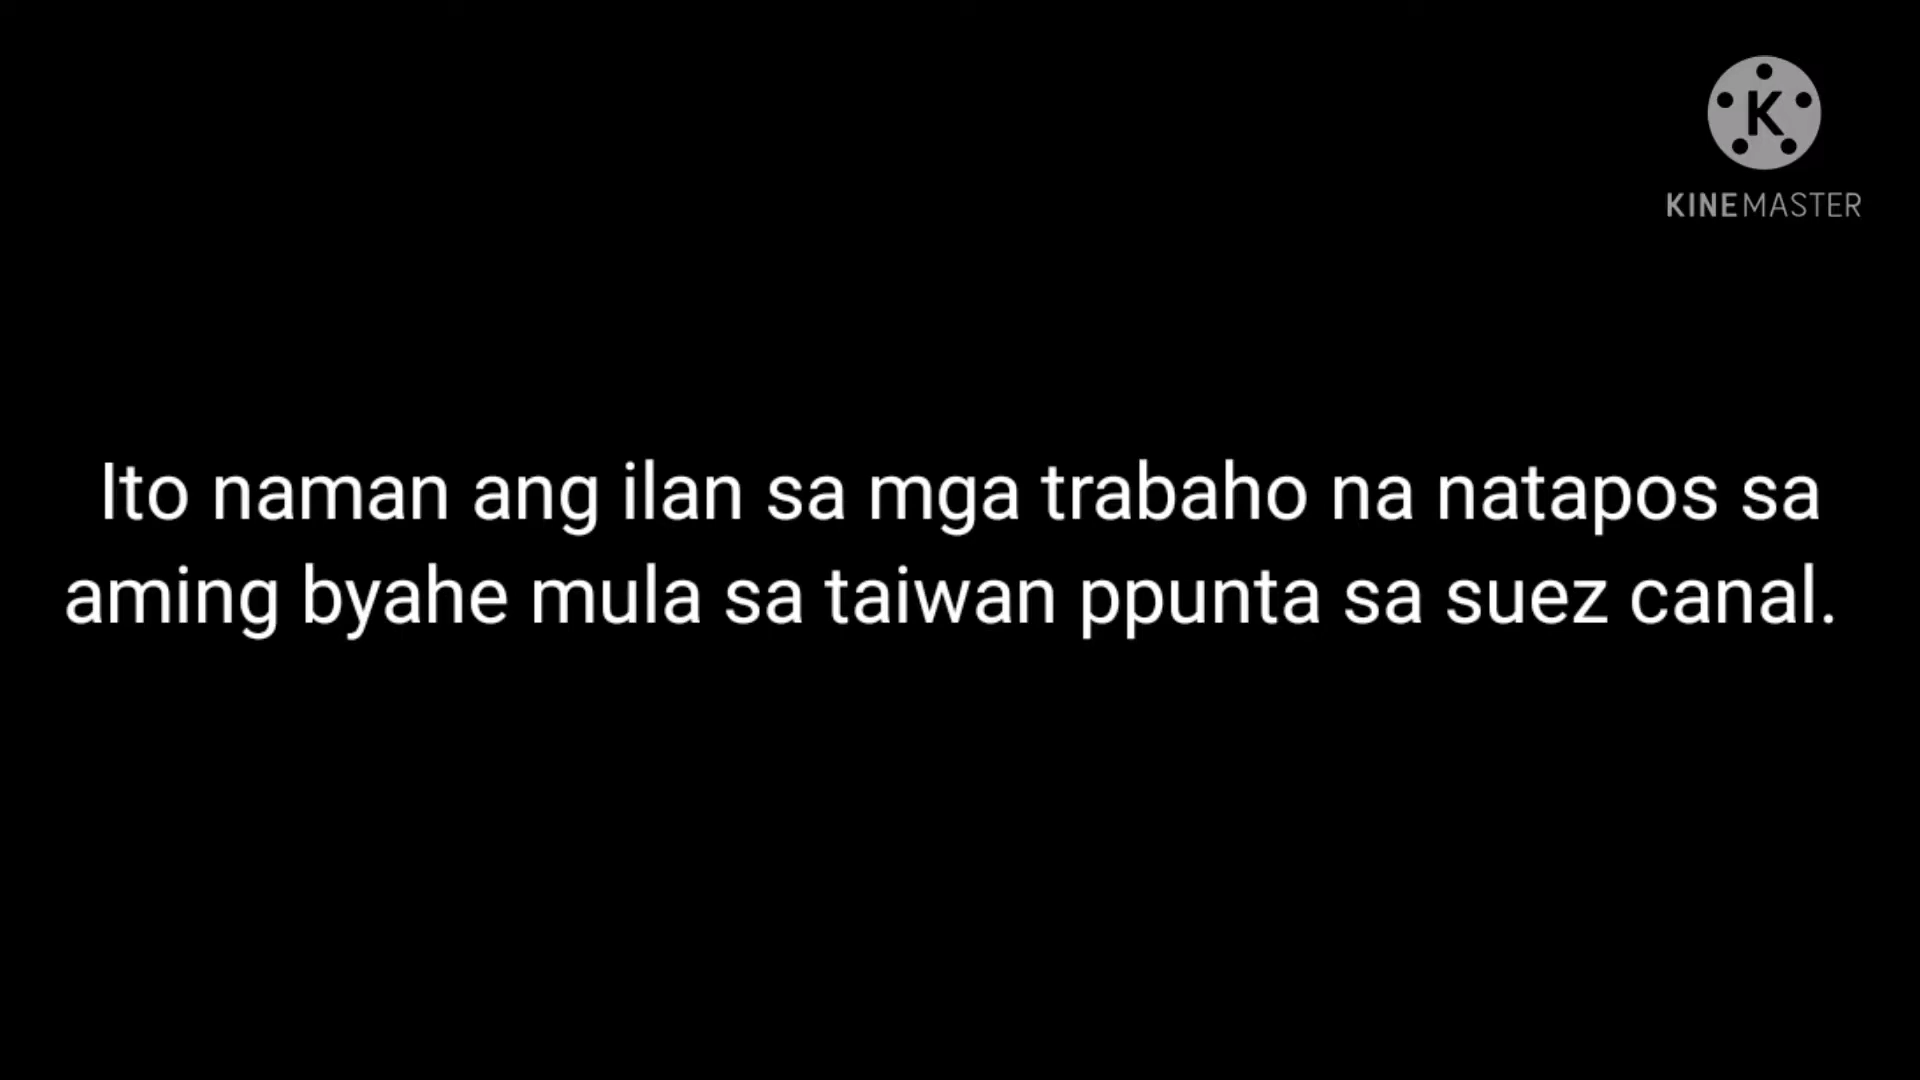 K
KINEMASTER
Ito naman ang ilan sa mga trabaho na natapos sa
aming byahe mula sa taiwan ppunta sa suez canal.